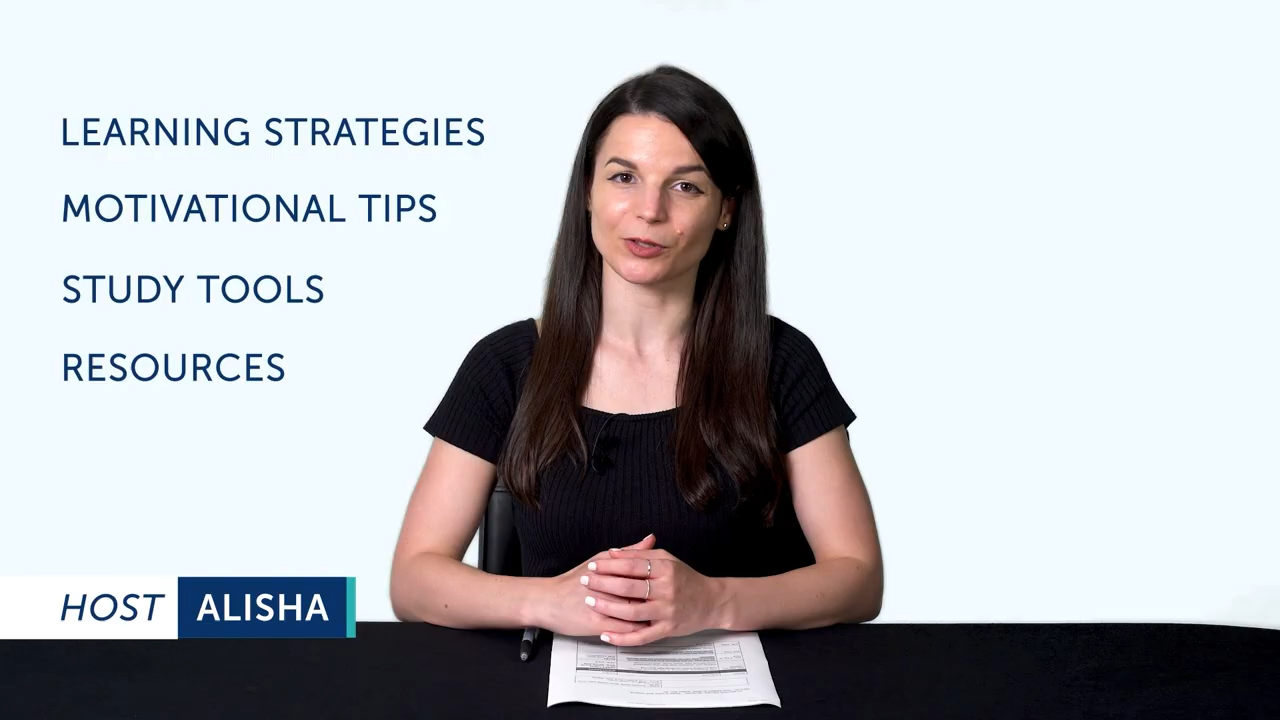 LEARNING STRATEGIES
MOTIVATIONAL TIPS
STUDY TOOLS
RESOURCES
HOST ALISHA